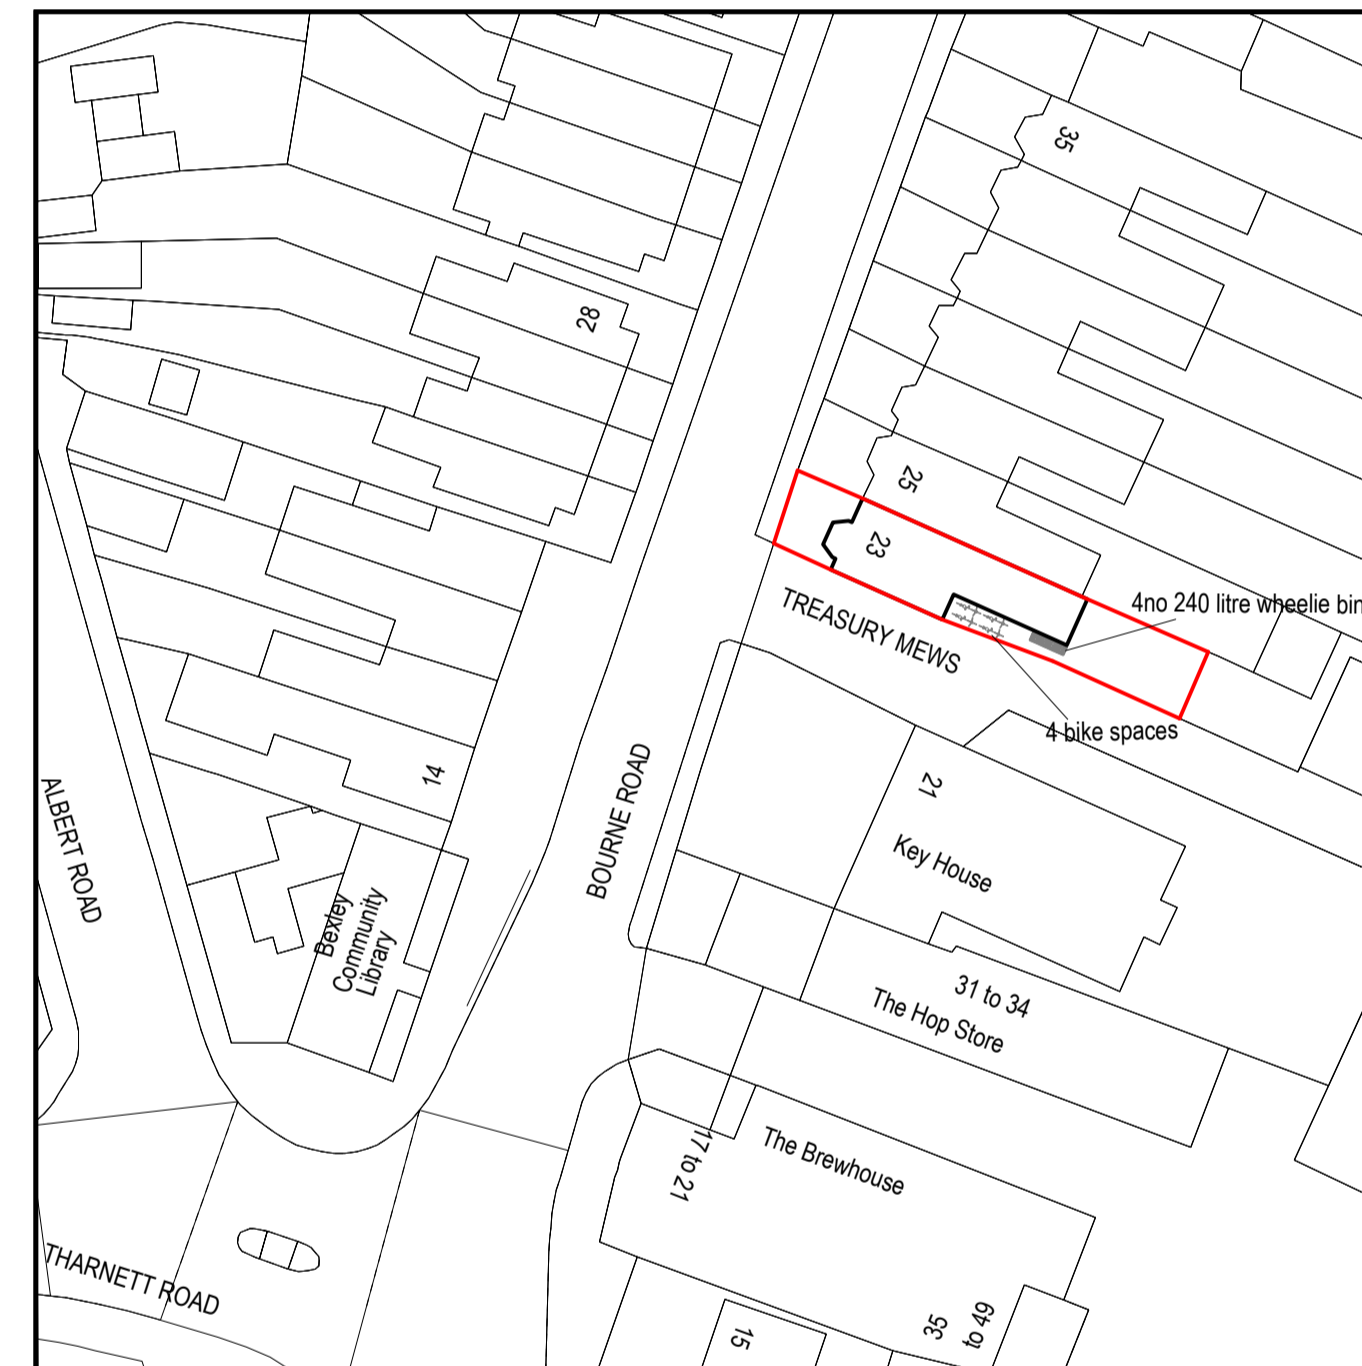 35
28
25
23
4no 240 litre wheelie bin
TREASURY MEWS
4 bike spaces
14
21
BOURNE ROAD
ALBERT ROAD
Key House
Bexley
Community
Library
31 to 34
The Hop Store
17 to 21
The Brewhouse
THARNETT ROAD
15
35
to 49